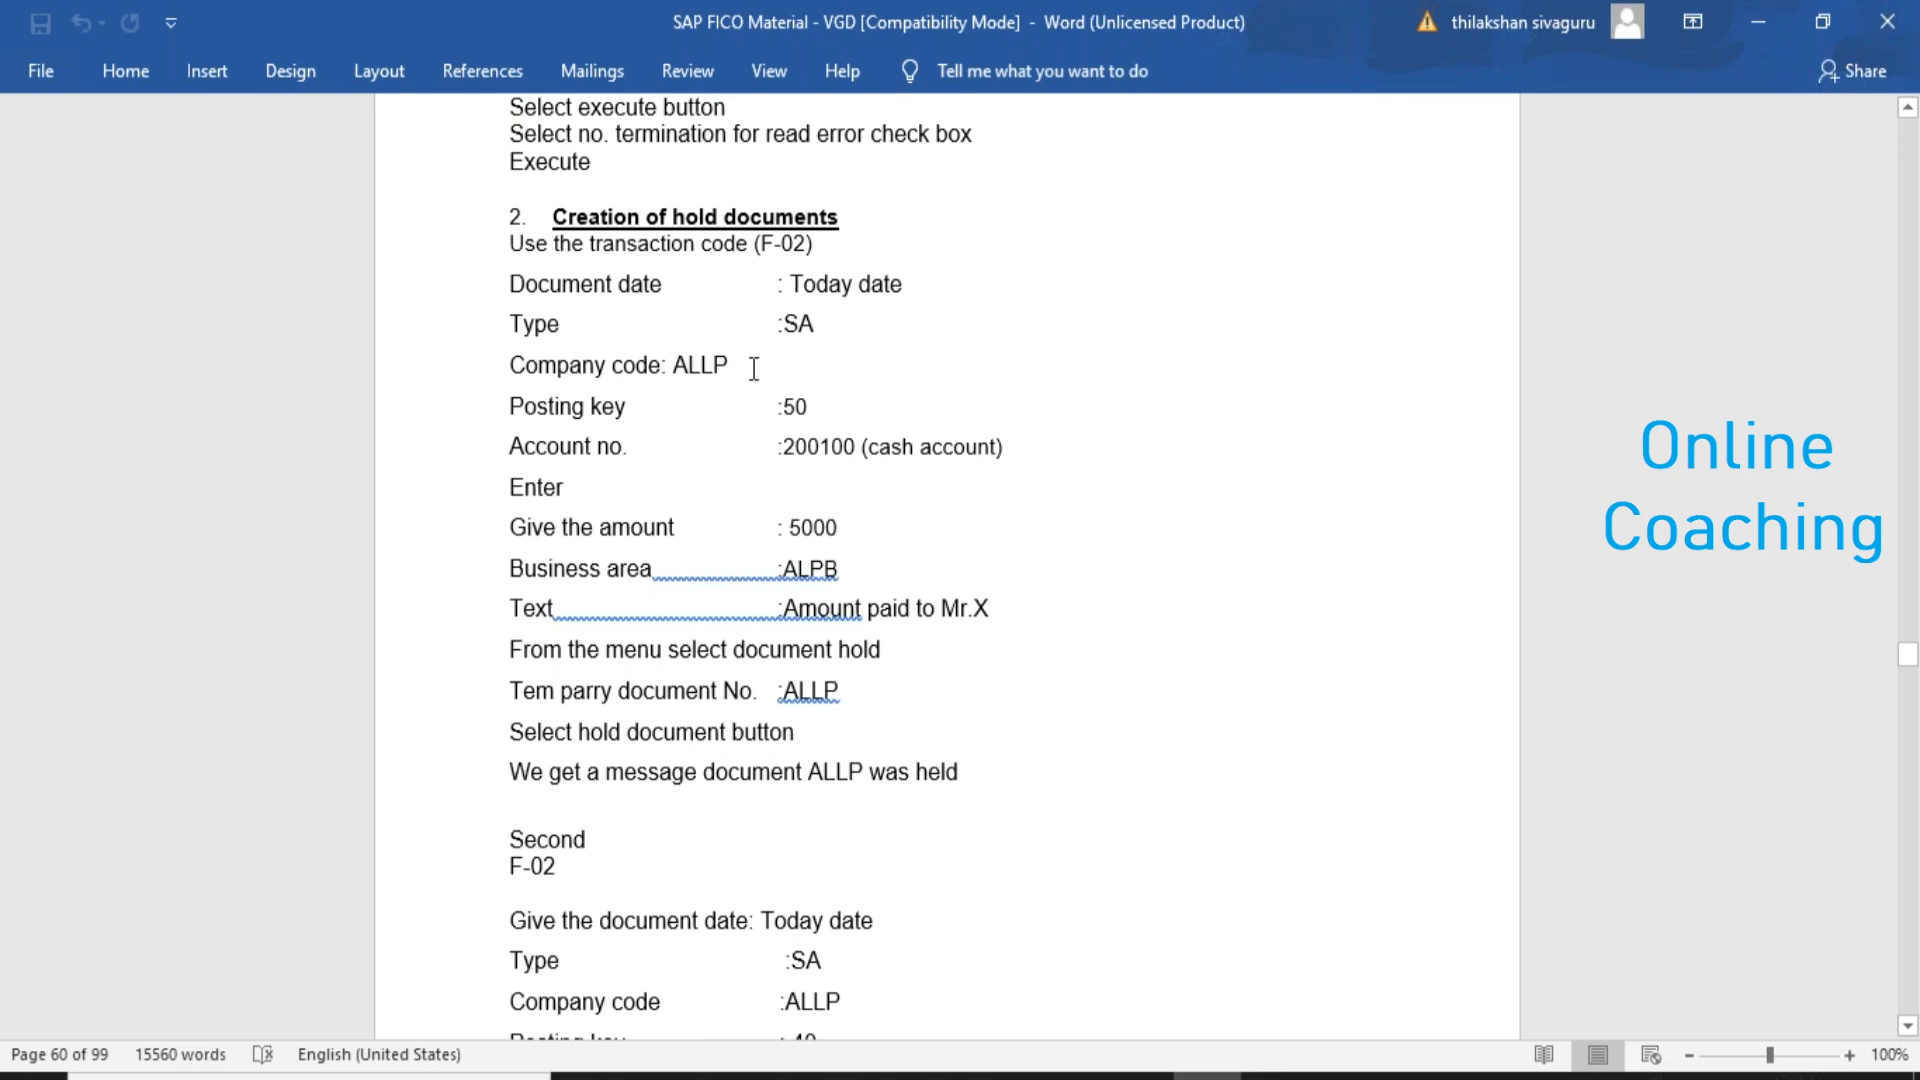 SAP FICO Material - VGD [Compatibility Mode] - Word (Unlicensed Product)
thilakshan sivaguru
File Home Insert Design Layout References Mailings Review View Help Tell me what you want to do Share
Select execute button
Select no. termination for read error check box
Execute
2. Creation of hold documents
Use the transaction code (F-02)
Document date : Today date
Type :SA
Company code: ALLP
Posting key :50
Account no. :200100 (cash account)
Enter
Give the amount : 5000
Business area :ALPB
Text :Amount paid to Mr.X
From the menu select document hold
Tem parry document No. :ALLP
Select hold document button
We get a message document ALLP was held
Second
F-02
Give the document date: Today date
Type :SA
Company code :ALLP
Posting key : 40
Online
Coaching
Page 60 of 99 15560 words English (United States) 100%